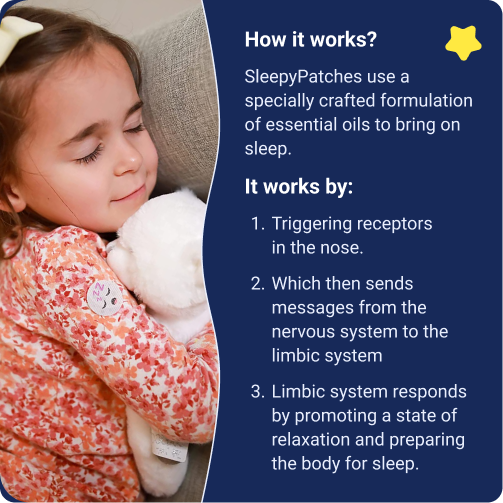 How it works?
SleepyPatches use a
specially crafted formulation
of essential oils to bring on
sleep.
It works by:
1. Triggering receptors
in the nose.
2. Which then sends
messages from the
nervous system to the
limbic system
3. Limbic system responds
by promoting a state of
relaxation and preparing
the body for sleep.